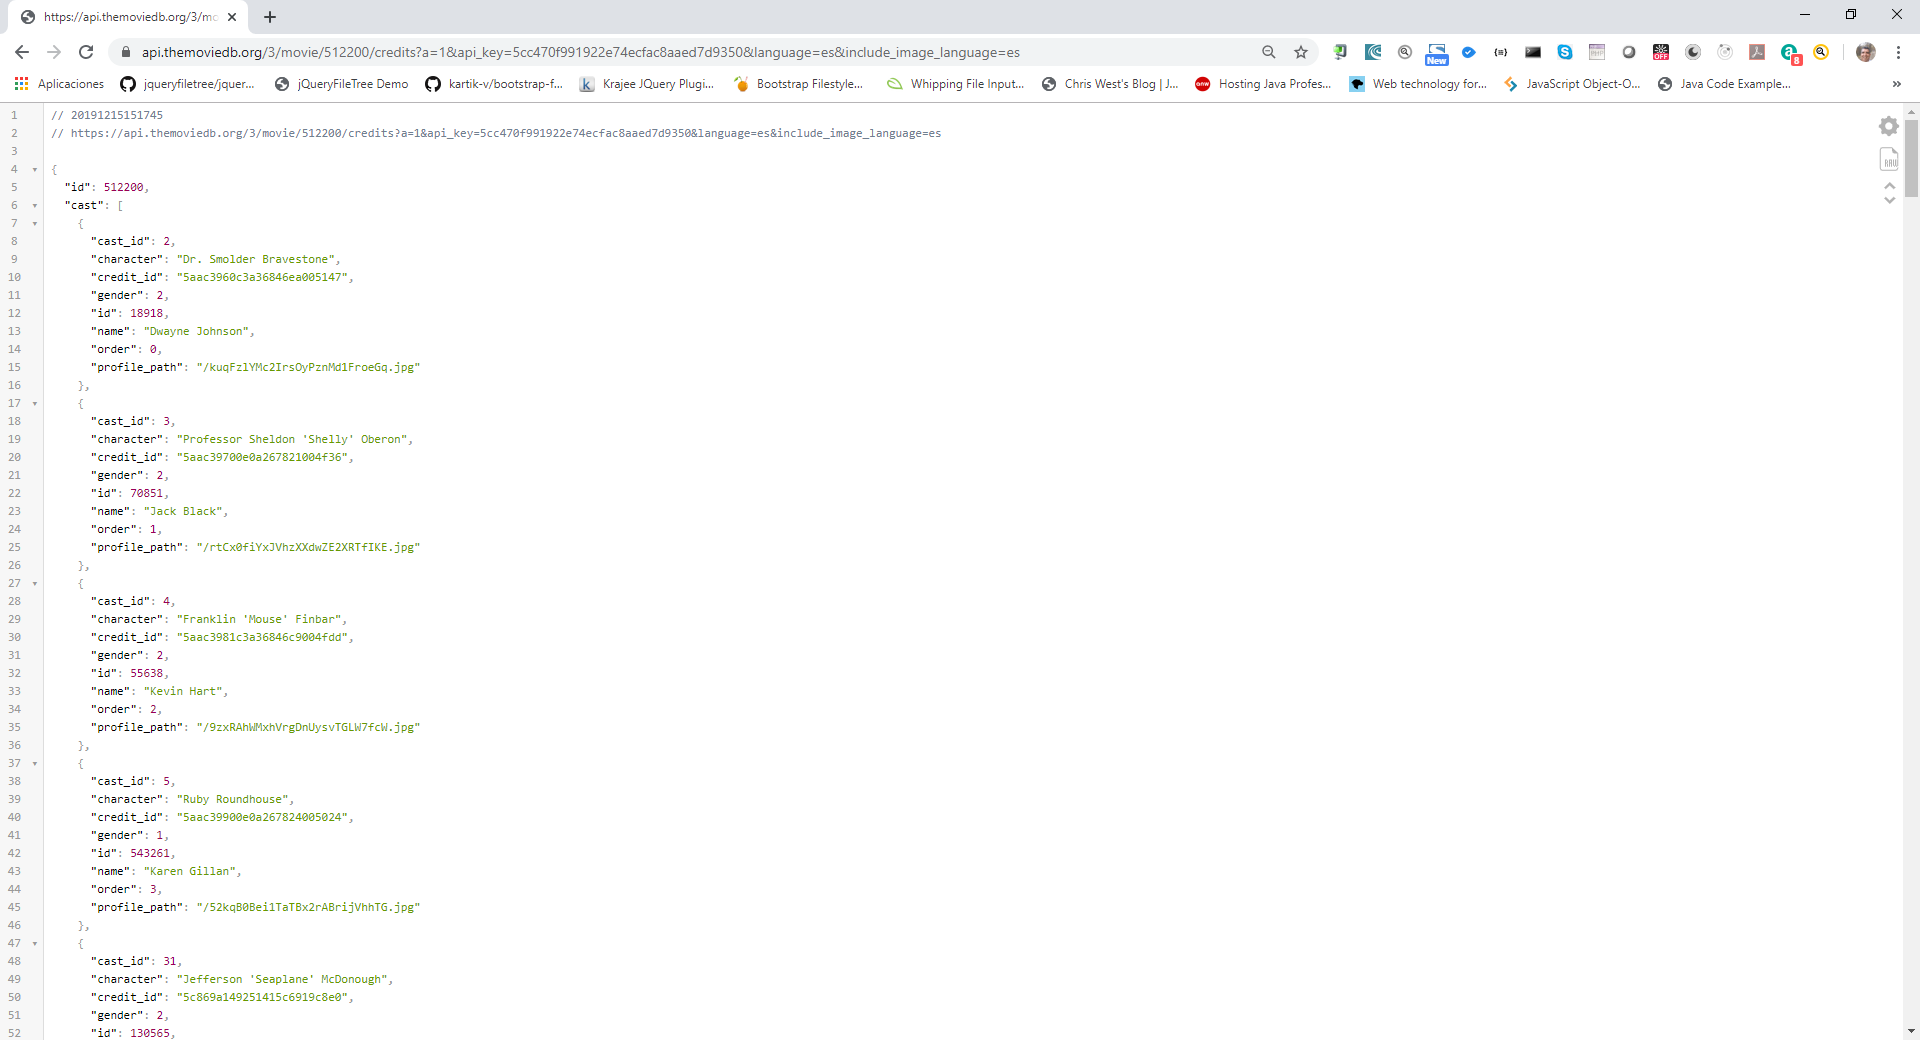 https://api.themoviedb.org/3/mo
api.themoviedb.org/3/movie/512200/credits?a=1&api_key=5cc470f991922e74ecfac8aaed7d9350&language=es&include_image_language=es
New
OFF
8
Aplicaciones jqueryfiletree/jquer... jQueryFileTree Demo kartik-v/bootstrap-f... Krajee JQuery Plugi... Bootstrap Filestyle... Whipping File Input... Chris West's Blog | J... Hosting Java Profes... Web technology for... JavaScript Object-O... Java Code Example... »
1 // 20191215151745
2 // https://api.themoviedb.org/3/movie/512200/credits?a=1&api_key=5cc470f991922e74ecfac8aaed7d9350&language=es&include_image_language=es
3
4 {
5 "id": 512200,
6 "cast": [
7 {
8 "cast_id": 2,
9 "character": "Dr. Smolder Bravestone",
10 "credit_id": "5aac3960c3a36846ea005147",
11 "gender": 2,
12 "id": 18918,
13 "name": "Dwayne Johnson",
14 "order": 0,
15 "profile_path": "/kuqFzlYMc2IrsOyPznMd1FroeGq.jpg"
16 },
17 {
18 "cast_id": 3,
19 "character": "Professor Sheldon 'Shelly' Oberon",
20 "credit_id": "5aac39700e0a267821004f36",
21 "gender": 2,
22 "id": 70851,
23 "name": "Jack Black",
24 "order": 1,
25 "profile_path": "/rtCx0fiYxJVhzXXdwZE2XRTfIKE.jpg"
26 },
27 {
28 "cast_id": 4,
29 "character": "Franklin 'Mouse' Finbar",
30 "credit_id": "5aac3981c3a36846c9004fdd",
31 "gender": 2,
32 "id": 55638,
33 "name": "Kevin Hart",
34 "order": 2,
35 "profile_path": "/9zxRAhWMxhVrgDnUysvTGLW7fcW.jpg"
36 },
37 {
38 "cast_id": 5,
39 "character": "Ruby Roundhouse",
40 "credit_id": "5aac39900e0a267824005024",
41 "gender": 1,
42 "id": 543261,
43 "name": "Karen Gillan",
44 "order": 3,
45 "profile_path": "/52kqB0Bei1TaTBx2rABrijVhhTG.jpg"
46 },
47 {
48 "cast_id": 31,
49 "character": "Jefferson 'Seaplane' McDonough",
50 "credit_id": "5c869a149251415c6919c8e0",
51 "gender": 2,
52 "id": 130565,
RAW